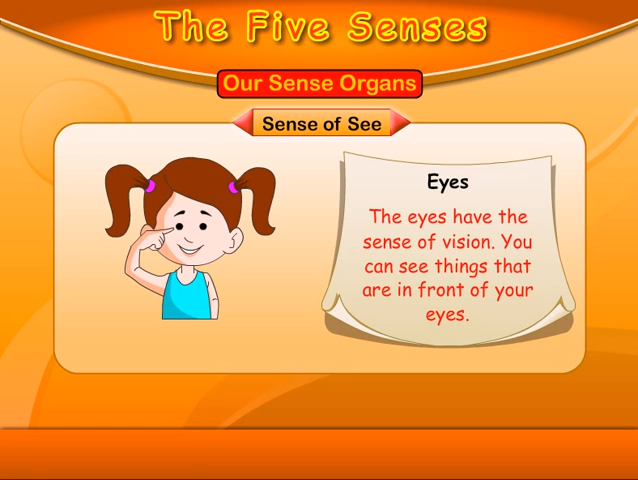 The Five Senses
Our Sense Organs
Sense of See
Eyes
The eyes have the
sense of vision. You
can see things that
are in front of your
eyes.